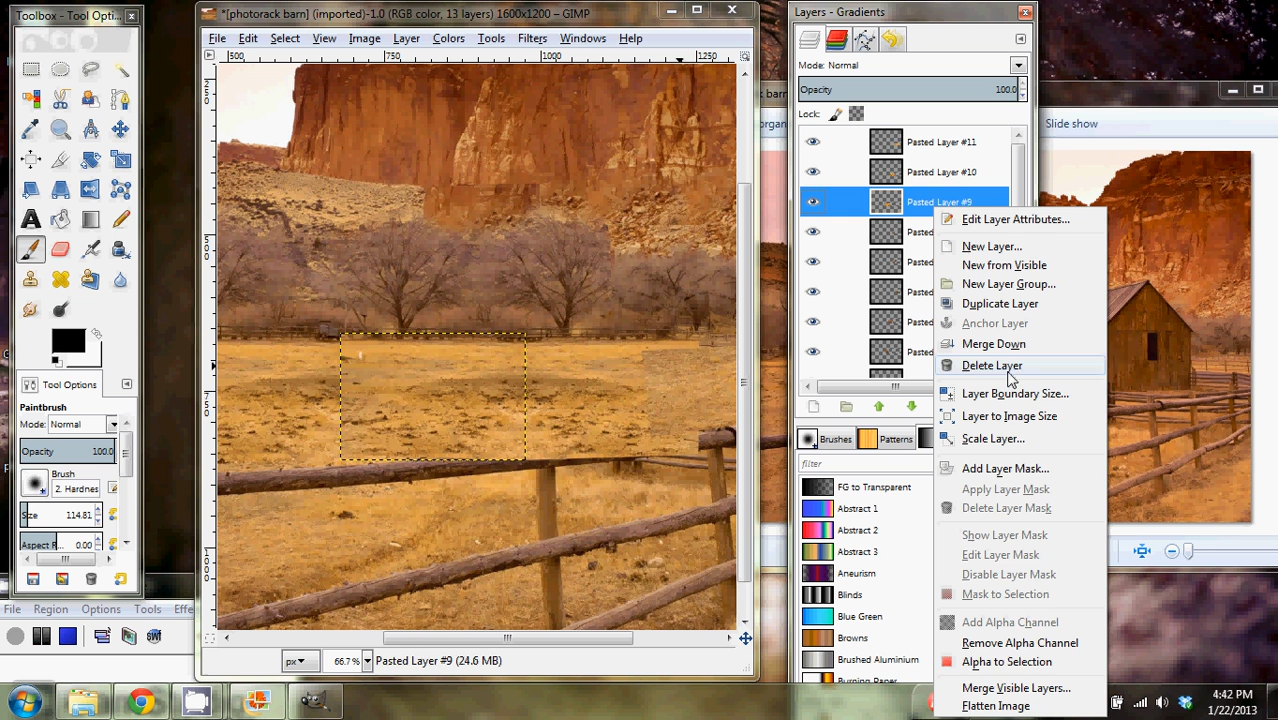 Toolbox - Tool Opti...
*[photorack barn] (imported)-1.0 (RGB color, 13 layers) 1600x1200 – GIMP
Layers - Gradients
File Edit Select View Image Layer Colors Tools Filters Windows Help
500 750 1000 1250
Mode: Normal
Opacity 100.0
Lock:
k barn
organ
Slide show
Pasted Layer #11
Pasted Layer #10
Pasted Layer #9
Pasted
Pasted
Pasted
Pasted
Pasted
Edit Layer Attributes...
New Layer...
New from Visible
New Layer Group...
Duplicate Layer
Anchor Layer
Merge Down
Delete Layer
Layer Boundary Size...
Layer to Image Size
Scale Layer...
Add Layer Mask...
Apply Layer Mask
Delete Layer Mask
Show Layer Mask
Edit Layer Mask
Disable Layer Mask
Mask to Selection
Add Alpha Channel
Remove Alpha Channel
Alpha to Selection
Merge Visible Layers...
Flatten Image
Tool Options
Paintbrush
Mode: Normal
Opacity 100.0
Brush
2. Hardnes
Size 114.81
Aspect R... 0.00
File Region Options Tools Effe
swf
Brushes Patterns
filter
FG to Transparent
Abstract 1
Abstract 2
Abstract 3
Aneurism
Blinds
Blue Green
Browns
Brushed Aluminium
Burning Paper
px 66.7 % Pasted Layer #9 (24.6 MB)
4:42 PM
1/22/2013